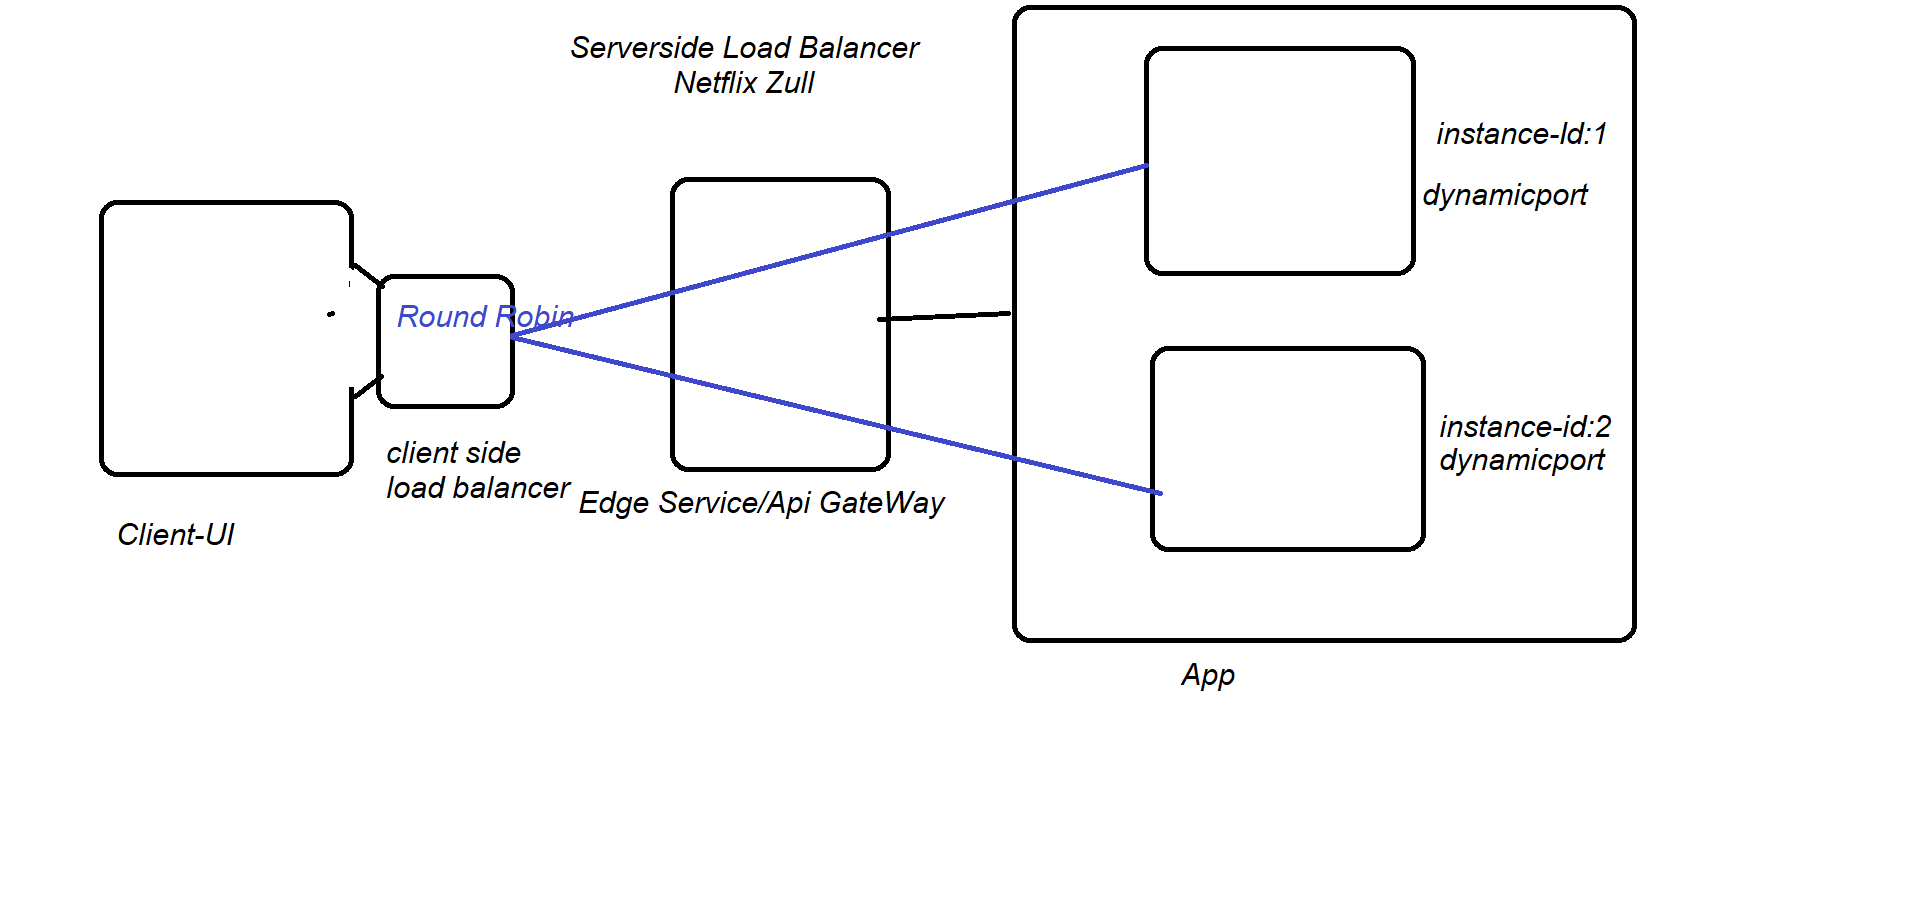 Serverside Load Balancer
Netflix Zull
instance-Id:1
dynamicport
Round Robin
client side
load balancer
Edge Service/Api GateWay
Client-UI
instance-id:2
dynamicport
App